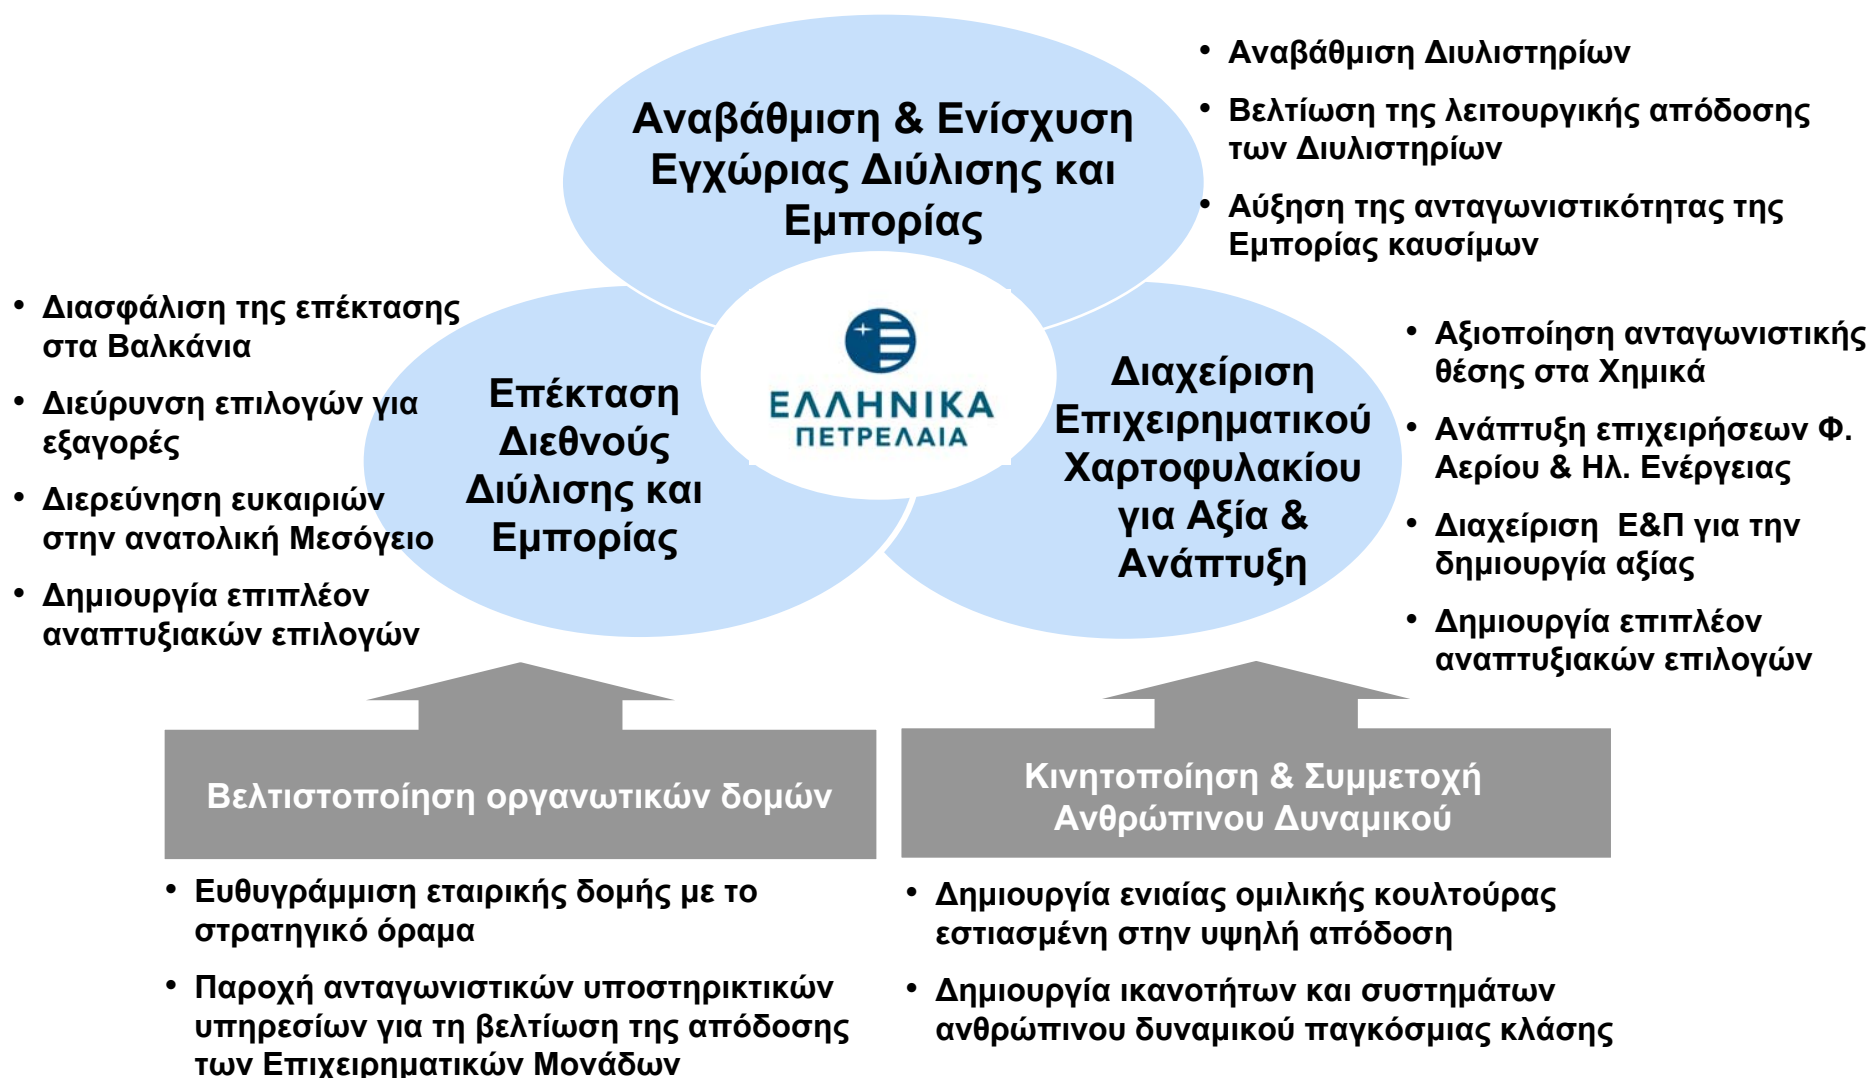 Αναβάθμιση & Ενίσχυση
Εγχώριας Διύλισης και
Εμπορίας
• Αναβάθμιση Διυλιστηρίων
• Βελτίωση της λειτουργικής απόδοσης
των Διυλιστηρίων
• Αύξηση της ανταγωνιστικότητας της
Εμπορίας καυσίμων
• Διασφάλιση της επέκτασης
στα Βαλκάνια
• Διεύρυνση επιλογών για
εξαγορές
• Διερεύνηση ευκαιριών
στην ανατολική Μεσόγειο
• Δημιουργία επιπλέον
αναπτυξιακών επιλογών
Επέκταση
Διεθνούς
Διύλισης και
Εμπορίας
ΕΛΛΗΝΙΚΑ
ΠΕΤΡΕΛΑΙΑ
Διαχείριση
Επιχειρηματικού
Χαρτοφυλακίου
για Αξία &
Ανάπτυξη
• Αξιοποίηση ανταγωνιστικής
θέσης στα Χημικά
• Ανάπτυξη επιχειρήσεων Φ.
Αερίου & Ηλ. Ενέργειας
• Διαχείριση Ε&Π για την
δημιουργία αξίας
• Δημιουργία επιπλέον
αναπτυξιακών επιλογών
Βελτιστοποίηση οργανωτικών δομών
• Ευθυγράμμιση εταιρικής δομής με το
στρατηγικό όραμα
• Παροχή ανταγωνιστικών υποστηρικτικών
υπηρεσίων για τη βελτίωση της απόδοσης
των Επιχειρηματικών Μονάδων
Κινητοποίηση & Συμμετοχή
Ανθρώπινου Δυναμικού
• Δημιουργία ενιαίας ομιλικής κουλτούρας
εστιασμένη στην υψηλή απόδοση
• Δημιουργία ικανοτήτων και συστημάτων
ανθρώπινου δυναμικού παγκόσμιας κλάσης